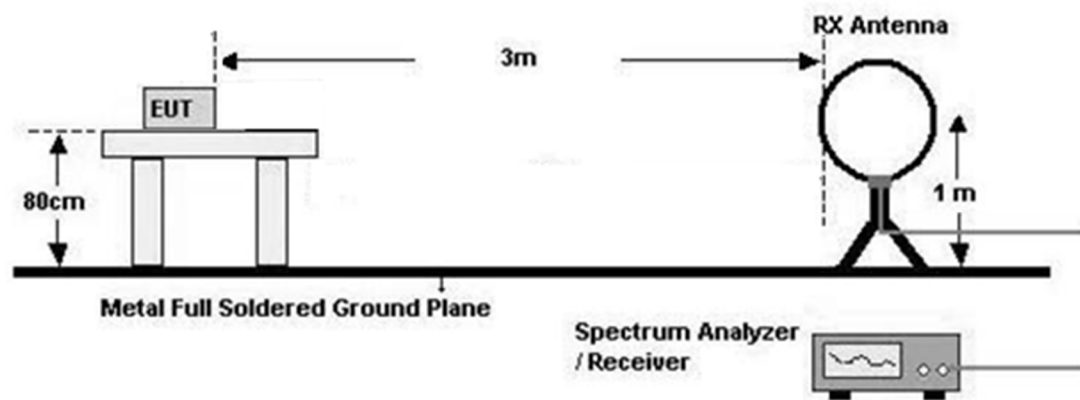 RX Antenna
3m
EUT
80cm
1 m
Metal Full Soldered Ground Plane
Spectrum Analyzer
/ Receiver